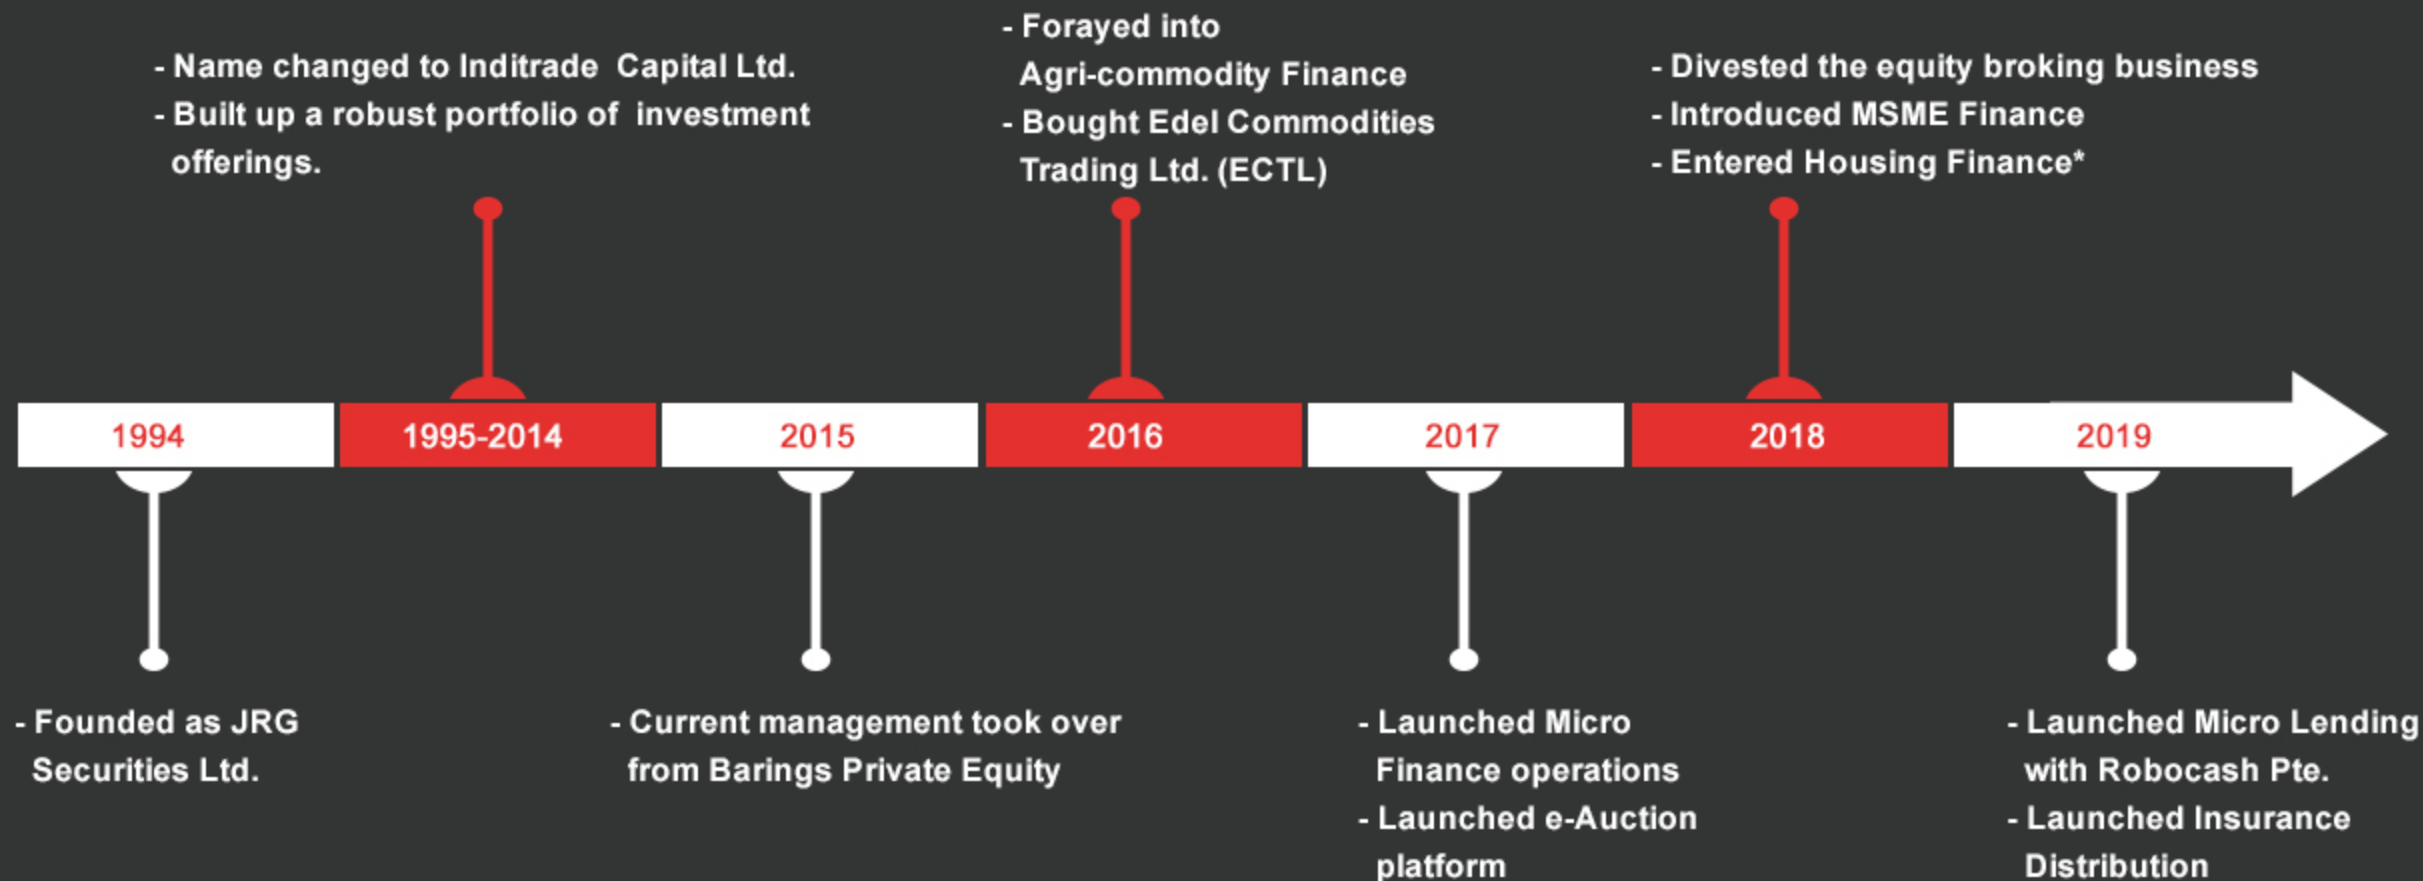 - Name changed to Inditrade Capital Ltd.
- Built up a robust portfolio of investment
offerings.
- Forayed into
Agri-commodity Finance
- Bought Edel Commodities
Trading Ltd. (ECTL)
- Divested the equity broking business
- Introduced MSME Finance
- Entered Housing Finance*
1994
1995-2014
2015
2016
2017
2018
2019
- Founded as JRG
Securities Ltd.
- Current management took over
from Barings Private Equity
- Launched Micro
Finance operations
- Launched e-Auction
platform
- Launched Micro Lending
with Robocash Pte.
- Launched Insurance
Distribution